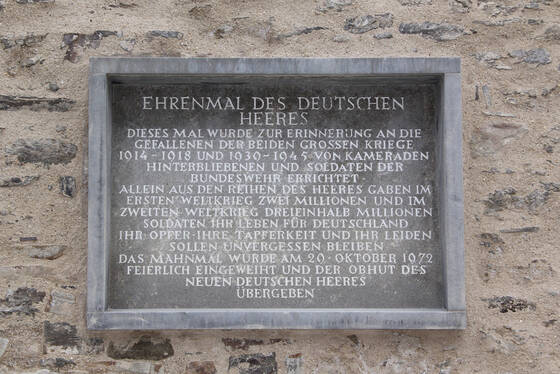 EHRENMAL DES DEUTSCHEN
HEERES
DIESES MAL WURDE ZUR ERINNERUNG AN DIE
GEFALLENEN DER BEIDEN GROSSEN KRIEGE
1914-1918 UND 1939-1945 VON KAMERADEN
HINTERBLIEBENEN UND SOLDATEN DER
BUNDESWEHR ERRICHTET·
ALLEIN AUS DEN REIHEN DES HEERES GABEN IM
ERSTEN WELTKRIEG ZWEI MILLIONEN UND IM
ZWEITEN WELTKRIEG DREIEINHALB MILLIONEN
SOLDATEN IHR LEBEN FÜR DEUTSCHLAND
IHR OPFER·IHRE TAPFERKEIT UND IHR LEIDEN
SOLLEN UNVERGESSEN BLEIBEN
DAS MAHNMAL WURDE AM 20·OKTOBER 1972
FEIERLICH EINGEWEIHT UND DER OBHUT DES
NEUEN DEUTSCHEN HEERES
ÜBERGEBEN